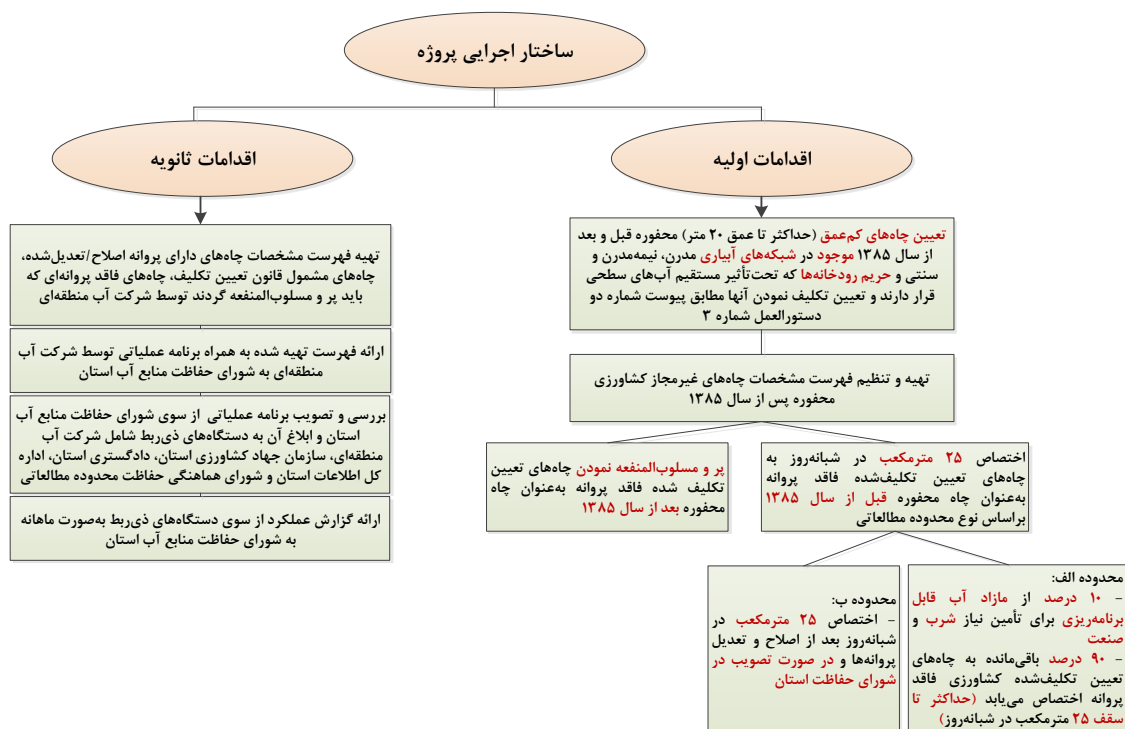 ساختار اجرایی پروژه
اقدامات اولیه
تعیین چاه‌های کم‌عمق (حداکثر تا عمق ۲۰ متر) محفوره قبل و بعد
از سال ۱۳۸۵ موجود در شبکه‌های آبیاری مدرن، نیمه‌مدرن و
سنتی و حریم رودخانه‌ها که تحت‌تأثیر مستقیم آب‌های سطحی
قرار دارند و تعیین تکلیف نمودن آنها مطابق پیوست شماره دو
دستورالعمل شماره ۳
تهیه و تنظیم فهرست مشخصات چاه‌های غیرمجاز کشاورزی
محفوره پس از سال ۱۳۸۵
اختصاص ۲۵ مترمکعب در شبانه‌روز به
چاه‌های تعیین تکلیف‌شده فاقد پروانه
به‌عنوان چاه محفوره قبل از سال ۱۳۸۵
براساس نوع محدوده مطالعاتی
پر و مسلوب‌المنفعه نمودن چاه‌های تعیین
تکلیف شده فاقد پروانه به‌عنوان چاه
محفوره بعد از سال ۱۳۸۵
محدوده الف:
- ۱۰ درصد از مازاد آب قابل
برنامه‌ریزی برای تأمین نیاز شرب و
صنعت
- ۹۰ درصد باقی‌مانده به چاه‌های
تعیین تکلیف‌شده کشاورزی فاقد
پروانه اختصاص می‌یابد (حداکثر تا
سقف ۲۵ مترمکعب در شبانه‌روز)
محدوده ب:
- اختصاص ۲۵ مترمکعب در
شبانه‌روز بعد از اصلاح و تعدیل
پروانه‌ها و در صورت تصویب در
شورای حفاظت استان
اقدامات ثانویه
تهیه فهرست مشخصات چاه‌های دارای پروانه اصلاح/تعدیل‌شده،
چاه‌های مشمول قانون تعیین تکلیف، چاه‌های فاقد پروانه‌ای که
باید پر و مسلوب‌المنفعه گردند توسط شرکت آب منطقه‌ای
ارائه فهرست تهیه شده به همراه برنامه عملیاتی توسط شرکت آب
منطقه‌ای به شورای حفاظت منابع آب استان
بررسی و تصویب برنامه عملیاتی از سوی شورای حفاظت منابع آب
استان و ابلاغ آن به دستگاه‌های ذی‌ربط شامل شرکت آب
منطقه‌ای، سازمان جهاد کشاورزی استان، دادگستری استان، اداره
کل اطلاعات استان و شورای هماهنگی حفاظت محدوده مطالعاتی
ارائه گزارش عملکرد از سوی دستگاه‌های ذی‌ربط به‌صورت ماهانه
به شورای حفاظت منابع آب استان